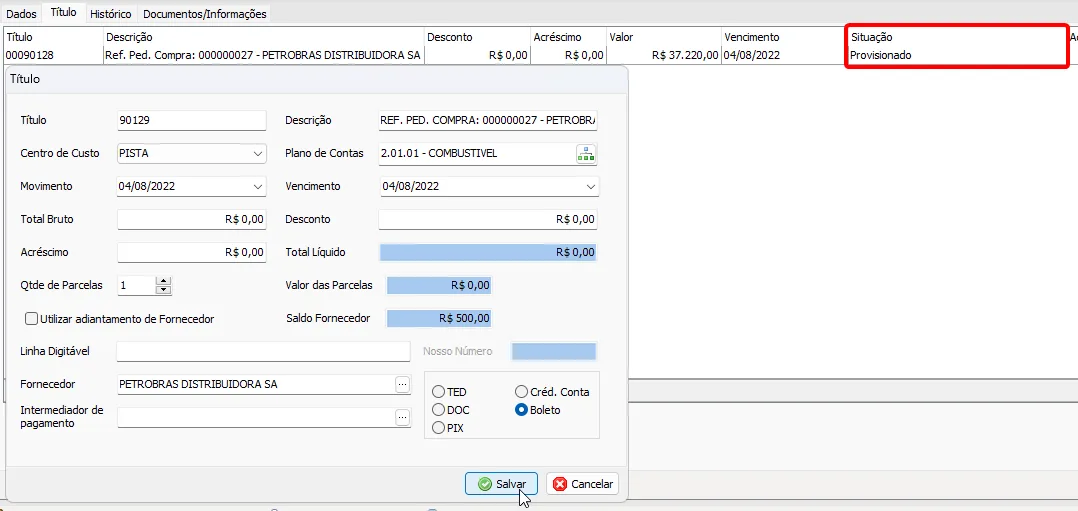 Dados Título Histórico Documentos/Informações
Título Descrição Desconto Acréscimo Valor Vencimento Situação
00090128 Ref. Ped. Compra: 000000027 - PETROBRAS DISTRIBUIDORA SA R$ 0,00 R$ 0,00 R$ 37.220,00 04/08/2022 Provisionado
Título
Título 90129 Descrição REF. PED. COMPRA: 000000027 - PETROBRA
Centro de Custo PISTA Plano de Contas 2.01.01 - COMBUSTIVEL
Movimento 04/08/2022 Vencimento 04/08/2022
Total Bruto R$ 0,00 Desconto R$ 0,00
Acréscimo R$ 0,00 Total Líquido R$ 0,00
Qtde de Parcelas 1 Valor das Parcelas R$ 0,00
Utilizar adiantamento de Fornecedor Saldo Fornecedor R$ 500,00
Linha Digitável Nosso Número
Fornecedor PETROBRAS DISTRIBUIDORA SA ...
TED Créd. Conta
Intermediador de
pagamento ...
DOC Boleto
PIX
Salvar Cancelar